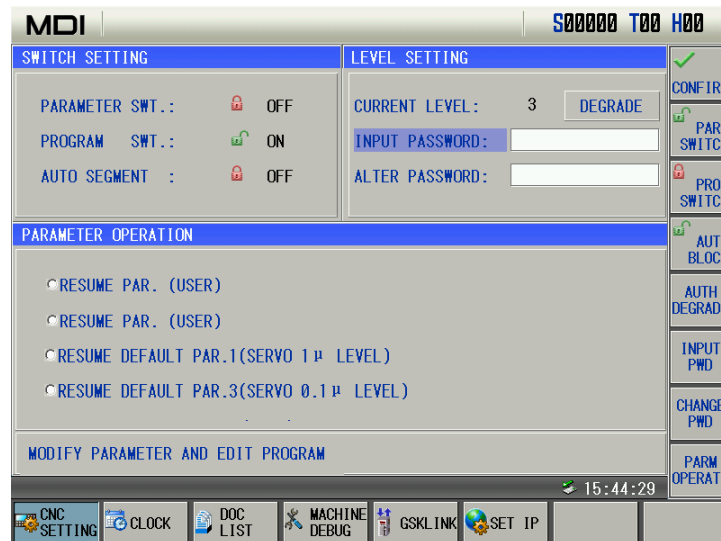 MDI
S00000 T00 H00
SWITCH SETTING
PARAMETER SWT.: OFF
PROGRAM SWT.: ON
AUTO SEGMENT : OFF
LEVEL SETTING
CURRENT LEVEL: 3 DEGRADE
INPUT PASSWORD:
ALTER PASSWORD:
PARAMETER OPERATION
RESUME PAR. (USER)
RESUME PAR. (USER)
RESUME DEFAULT PAR.1(SERVO 1μ LEVEL)
RESUME DEFAULT PAR.3(SERVO 0.1μ LEVEL)
MODIFY PARAMETER AND EDIT PROGRAM
15:44:29
CONFIR
PAR
SWITC
PRO
SWITC
AUT
BLOC
AUTH
DEGRAD
INPUT
PWD
CHANGE
PWD
PARM
OPERAT
CNC
SETTING
CLOCK
DOC
LIST
MACHINE
DEBUG
GSKLINK
SET IP